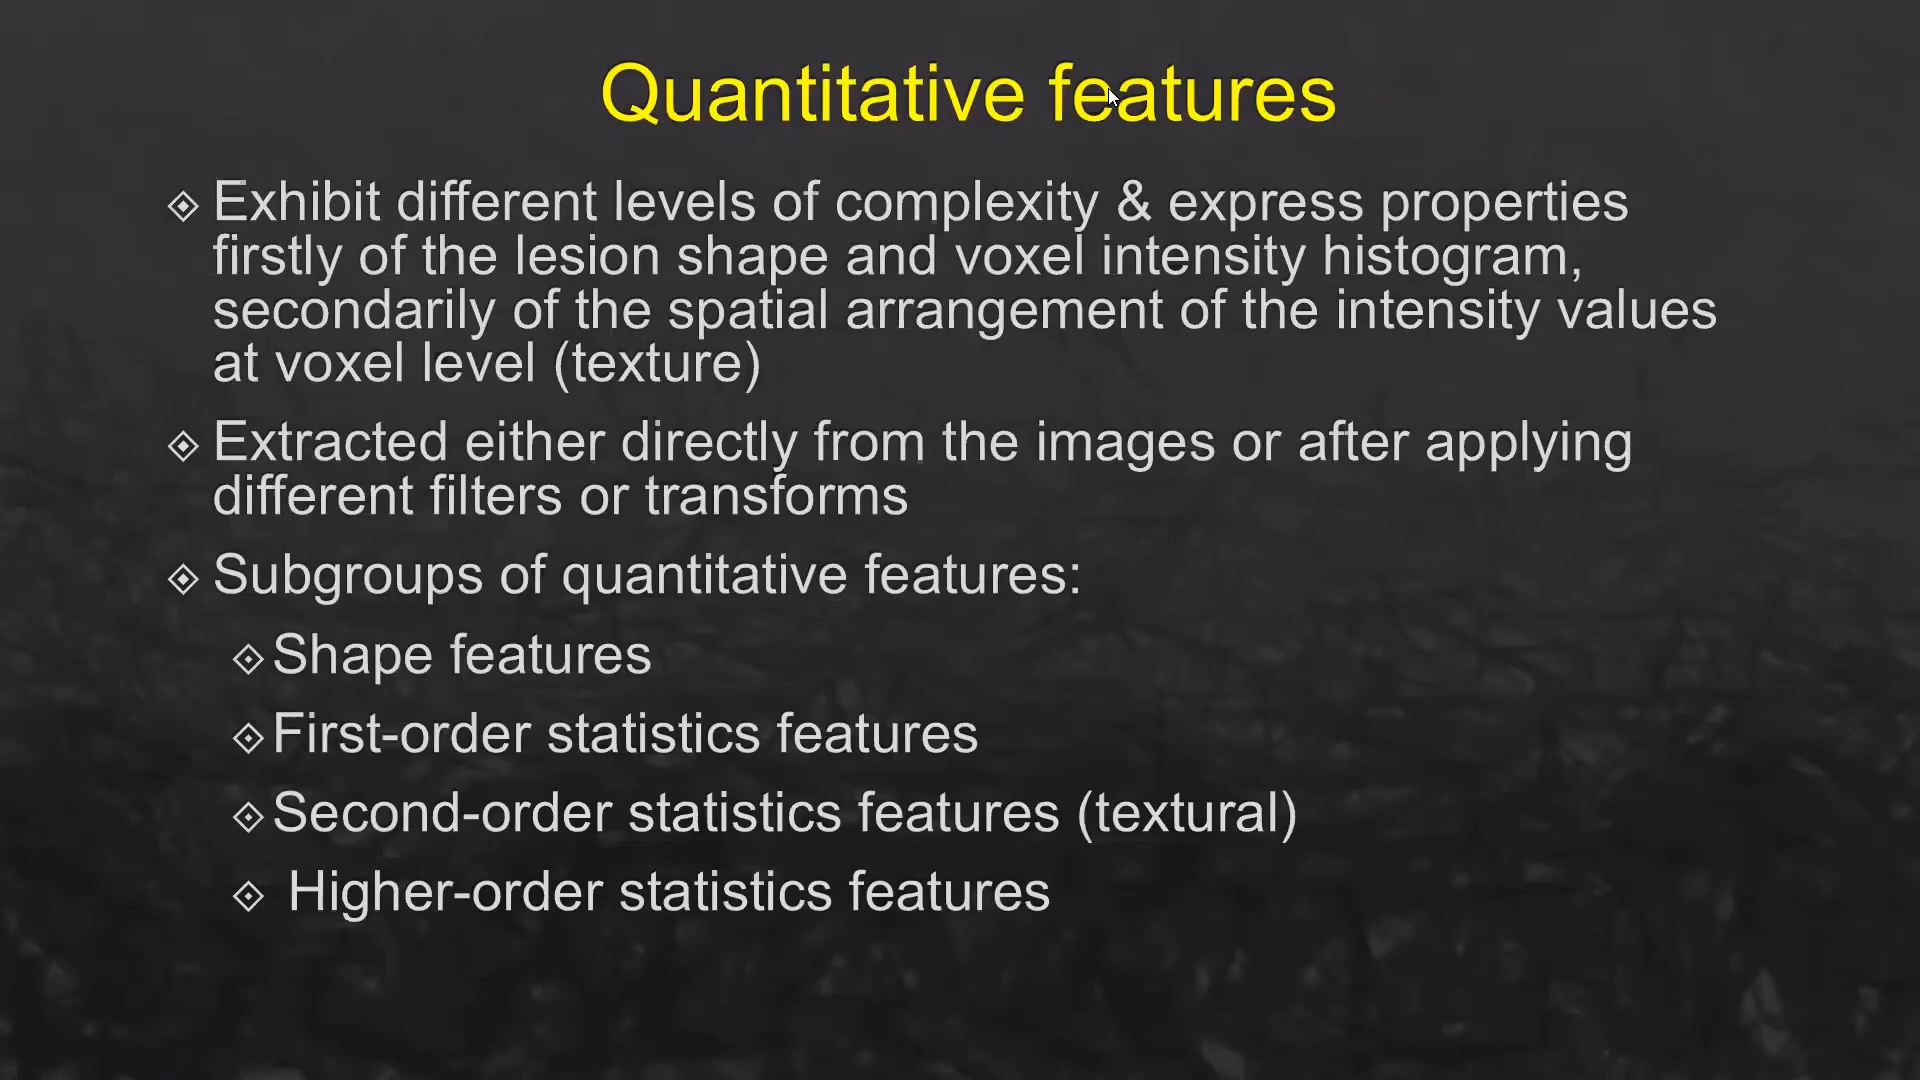 Quantitative features
Exhibit different levels of complexity & express properties
firstly of the lesion shape and voxel intensity histogram,
secondarily of the spatial arrangement of the intensity values
at voxel level (texture)
Extracted either directly from the images or after applying
different filters or transforms
Subgroups of quantitative features:
Shape features
First-order statistics features
Second-order statistics features (textural)
Higher-order statistics features